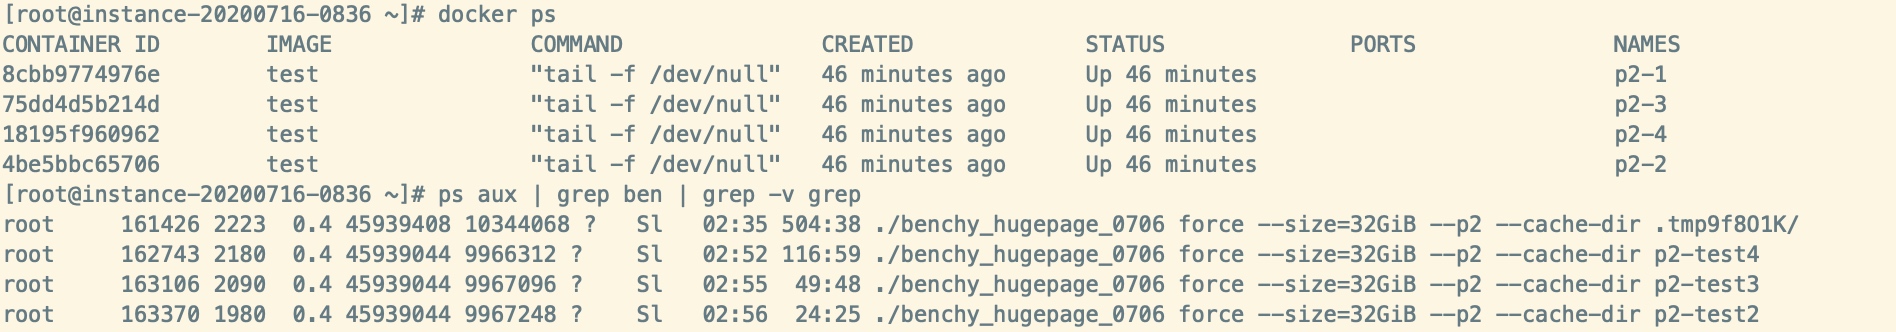 [root@instance-20200716-0836 ~]# docker ps
CONTAINER ID        IMAGE               COMMAND               CREATED             STATUS              PORTS               NAMES
8cbb9774976e        test                "tail -f /dev/null"   46 minutes ago      Up 46 minutes                           p2-1
75dd4d5b214d        test                "tail -f /dev/null"   46 minutes ago      Up 46 minutes                           p2-3
18195f960962        test                "tail -f /dev/null"   46 minutes ago      Up 46 minutes                           p2-4
4be5bbc65706        test                "tail -f /dev/null"   46 minutes ago      Up 46 minutes                           p2-2
[root@instance-20200716-0836 ~]# ps aux | grep ben | grep -v grep
root     161426 2223  0.4 45939408 10344068 ?   Sl   02:35 504:38 ./benchy_hugepage_0706 force --size=32GiB --p2 --cache-dir .tmp9f8O1K/
root     162743 2180  0.4 45939044 9966312 ?    Sl   02:52 116:59 ./benchy_hugepage_0706 force --size=32GiB --p2 --cache-dir p2-test4
root     163106 2090  0.4 45939044 9967096 ?    Sl   02:55  49:48 ./benchy_hugepage_0706 force --size=32GiB --p2 --cache-dir p2-test3
root     163370 1980  0.4 45939044 9967248 ?    Sl   02:56  24:25 ./benchy_hugepage_0706 force --size=32GiB --p2 --cache-dir p2-test2